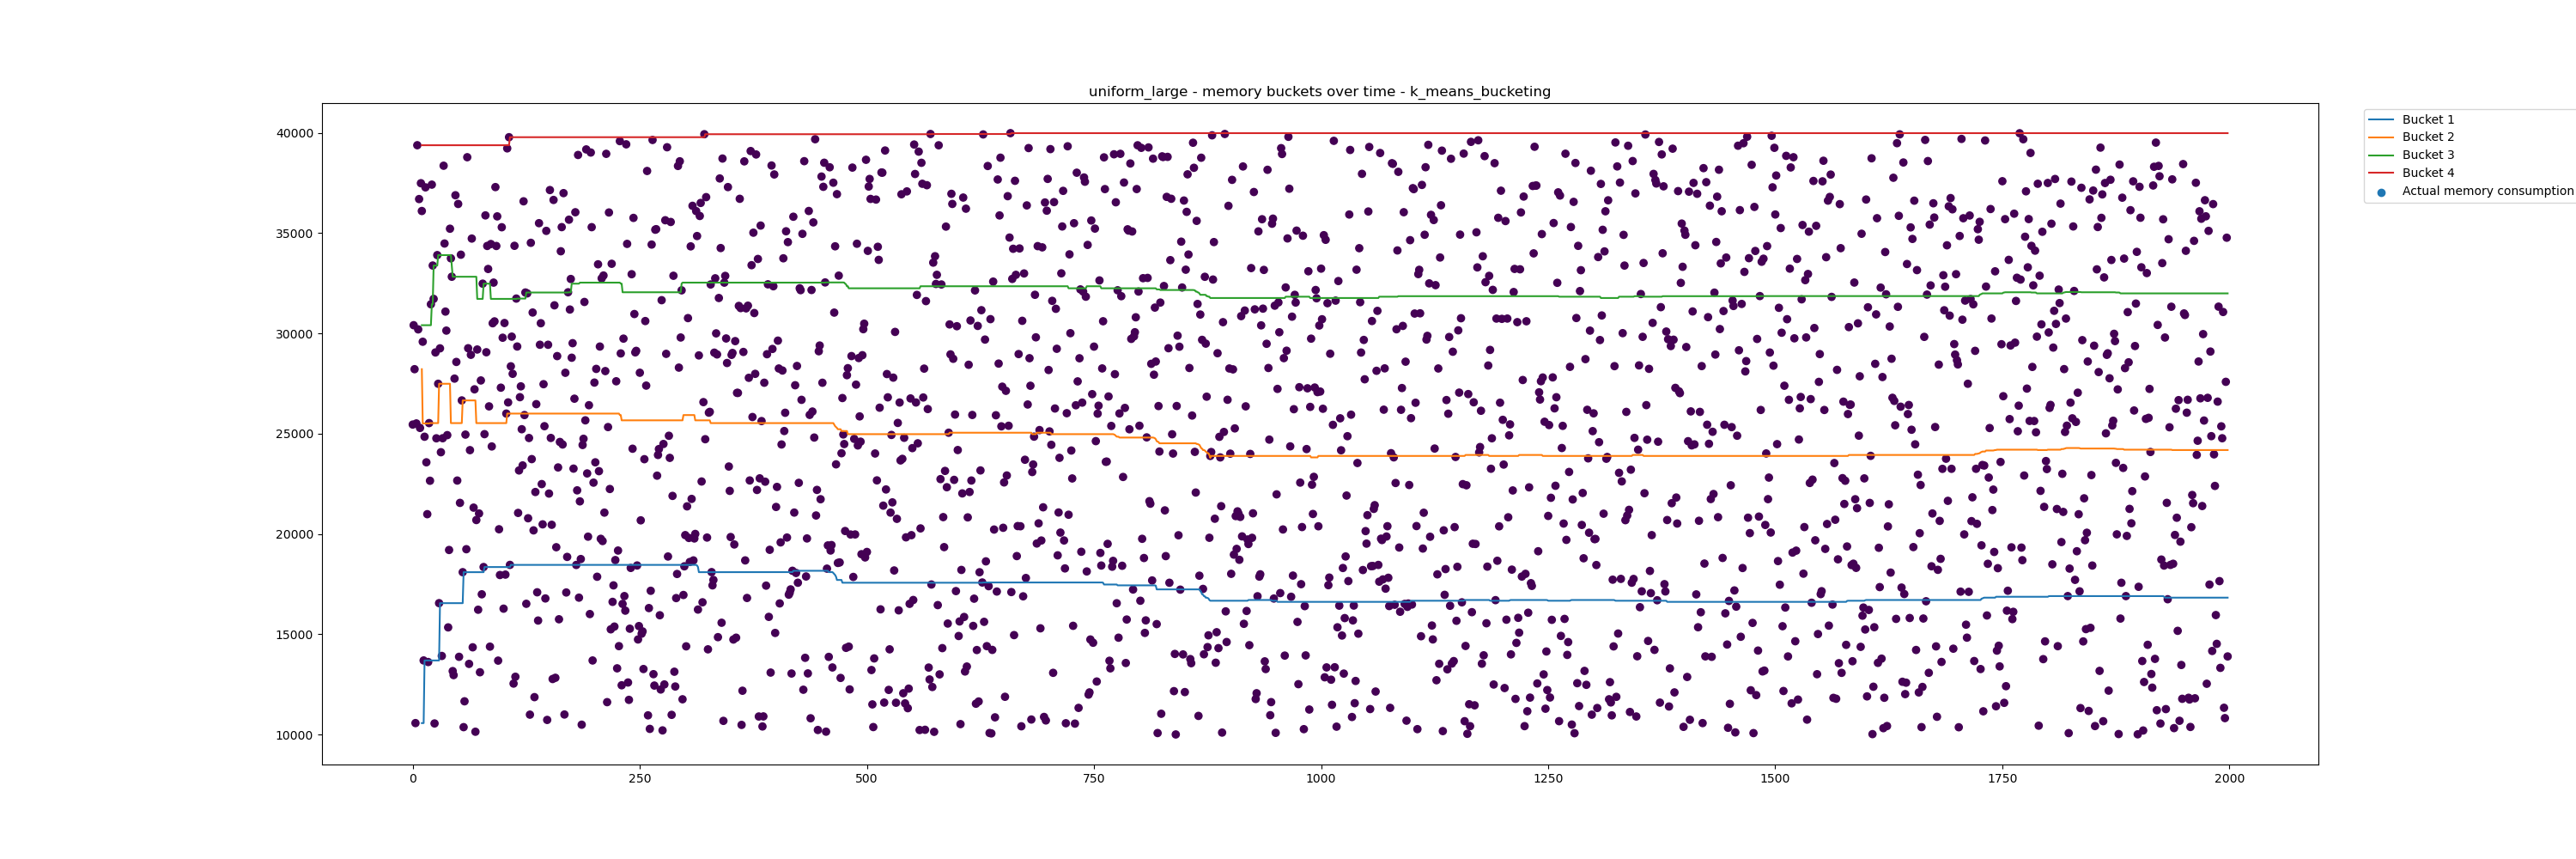 uniform_large - memory buckets over time - k_means_bucketing
40000
35000
30000
25000
20000
15000
10000
0 250 500 750 1000 1250 1500 1750 2000
Bucket 1
Bucket 2
Bucket 3
Bucket 4
Actual memory consumption